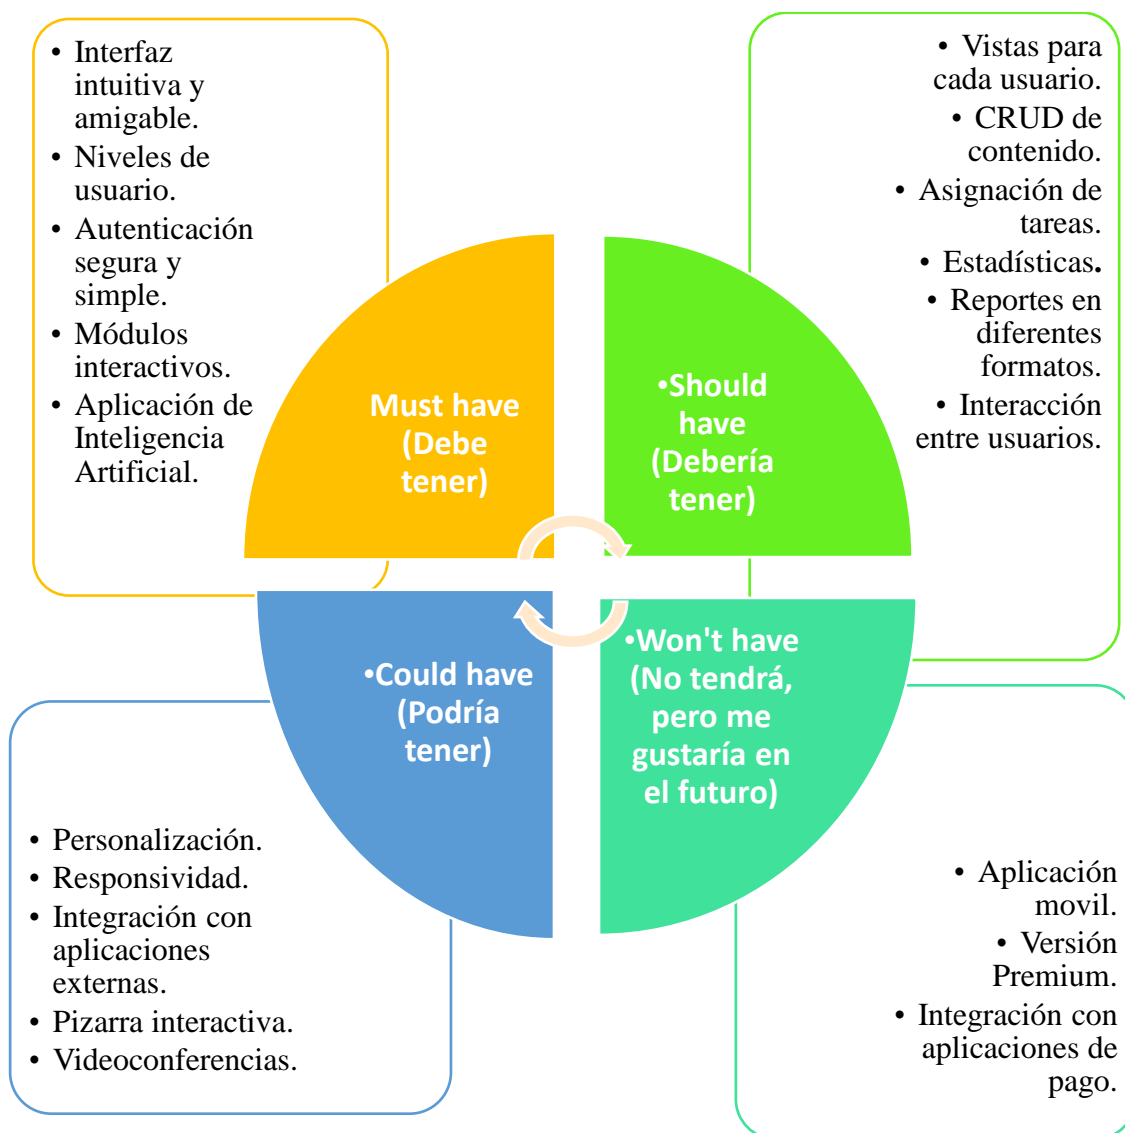 • Interfaz
intuitiva y
amigable.
• Niveles de
usuario.
• Autenticación
segura y
simple.
• Módulos
interactivos.
• Aplicación de
Inteligencia
Artificial.
• Vistas para
cada usuario.
• CRUD de
contenido.
• Asignación de
tareas.
• Estadísticas.
• Reportes en
diferentes
formatos.
• Interacción
entre usuarios.
Must have
(Debe
tener)
•Should
have
(Debería
tener)
•Could have
(Podría
tener)
•Won't have
(No tendrá,
pero me
gustaría en
el futuro)
• Personalización.
• Responsividad.
• Integración con
aplicaciones
externas.
• Pizarra interactiva.
• Videoconferencias.
• Aplicación
movil.
• Versión
Premium.
• Integración con
aplicaciones de
pago.